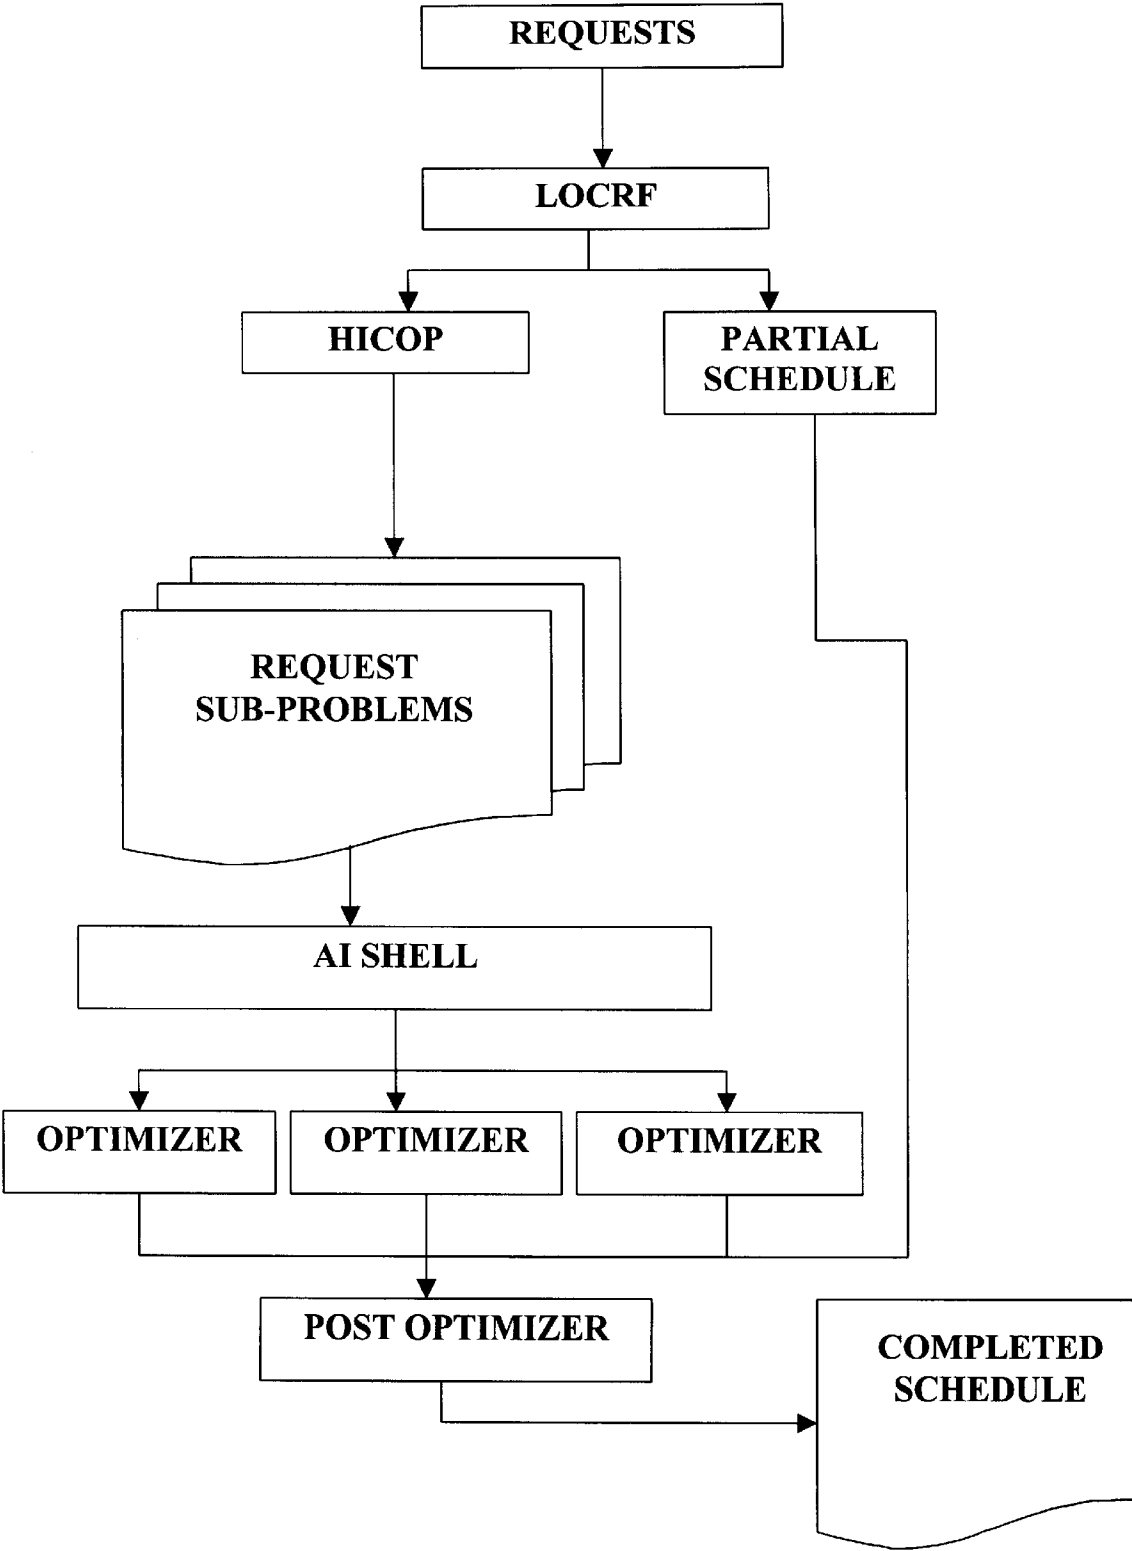 REQUESTS
LOCRF
HICOP
PARTIAL
SCHEDULE
REQUEST
SUB-PROBLEMS
AI SHELL
OPTIMIZER
OPTIMIZER
OPTIMIZER
POST OPTIMIZER
COMPLETED
SCHEDULE